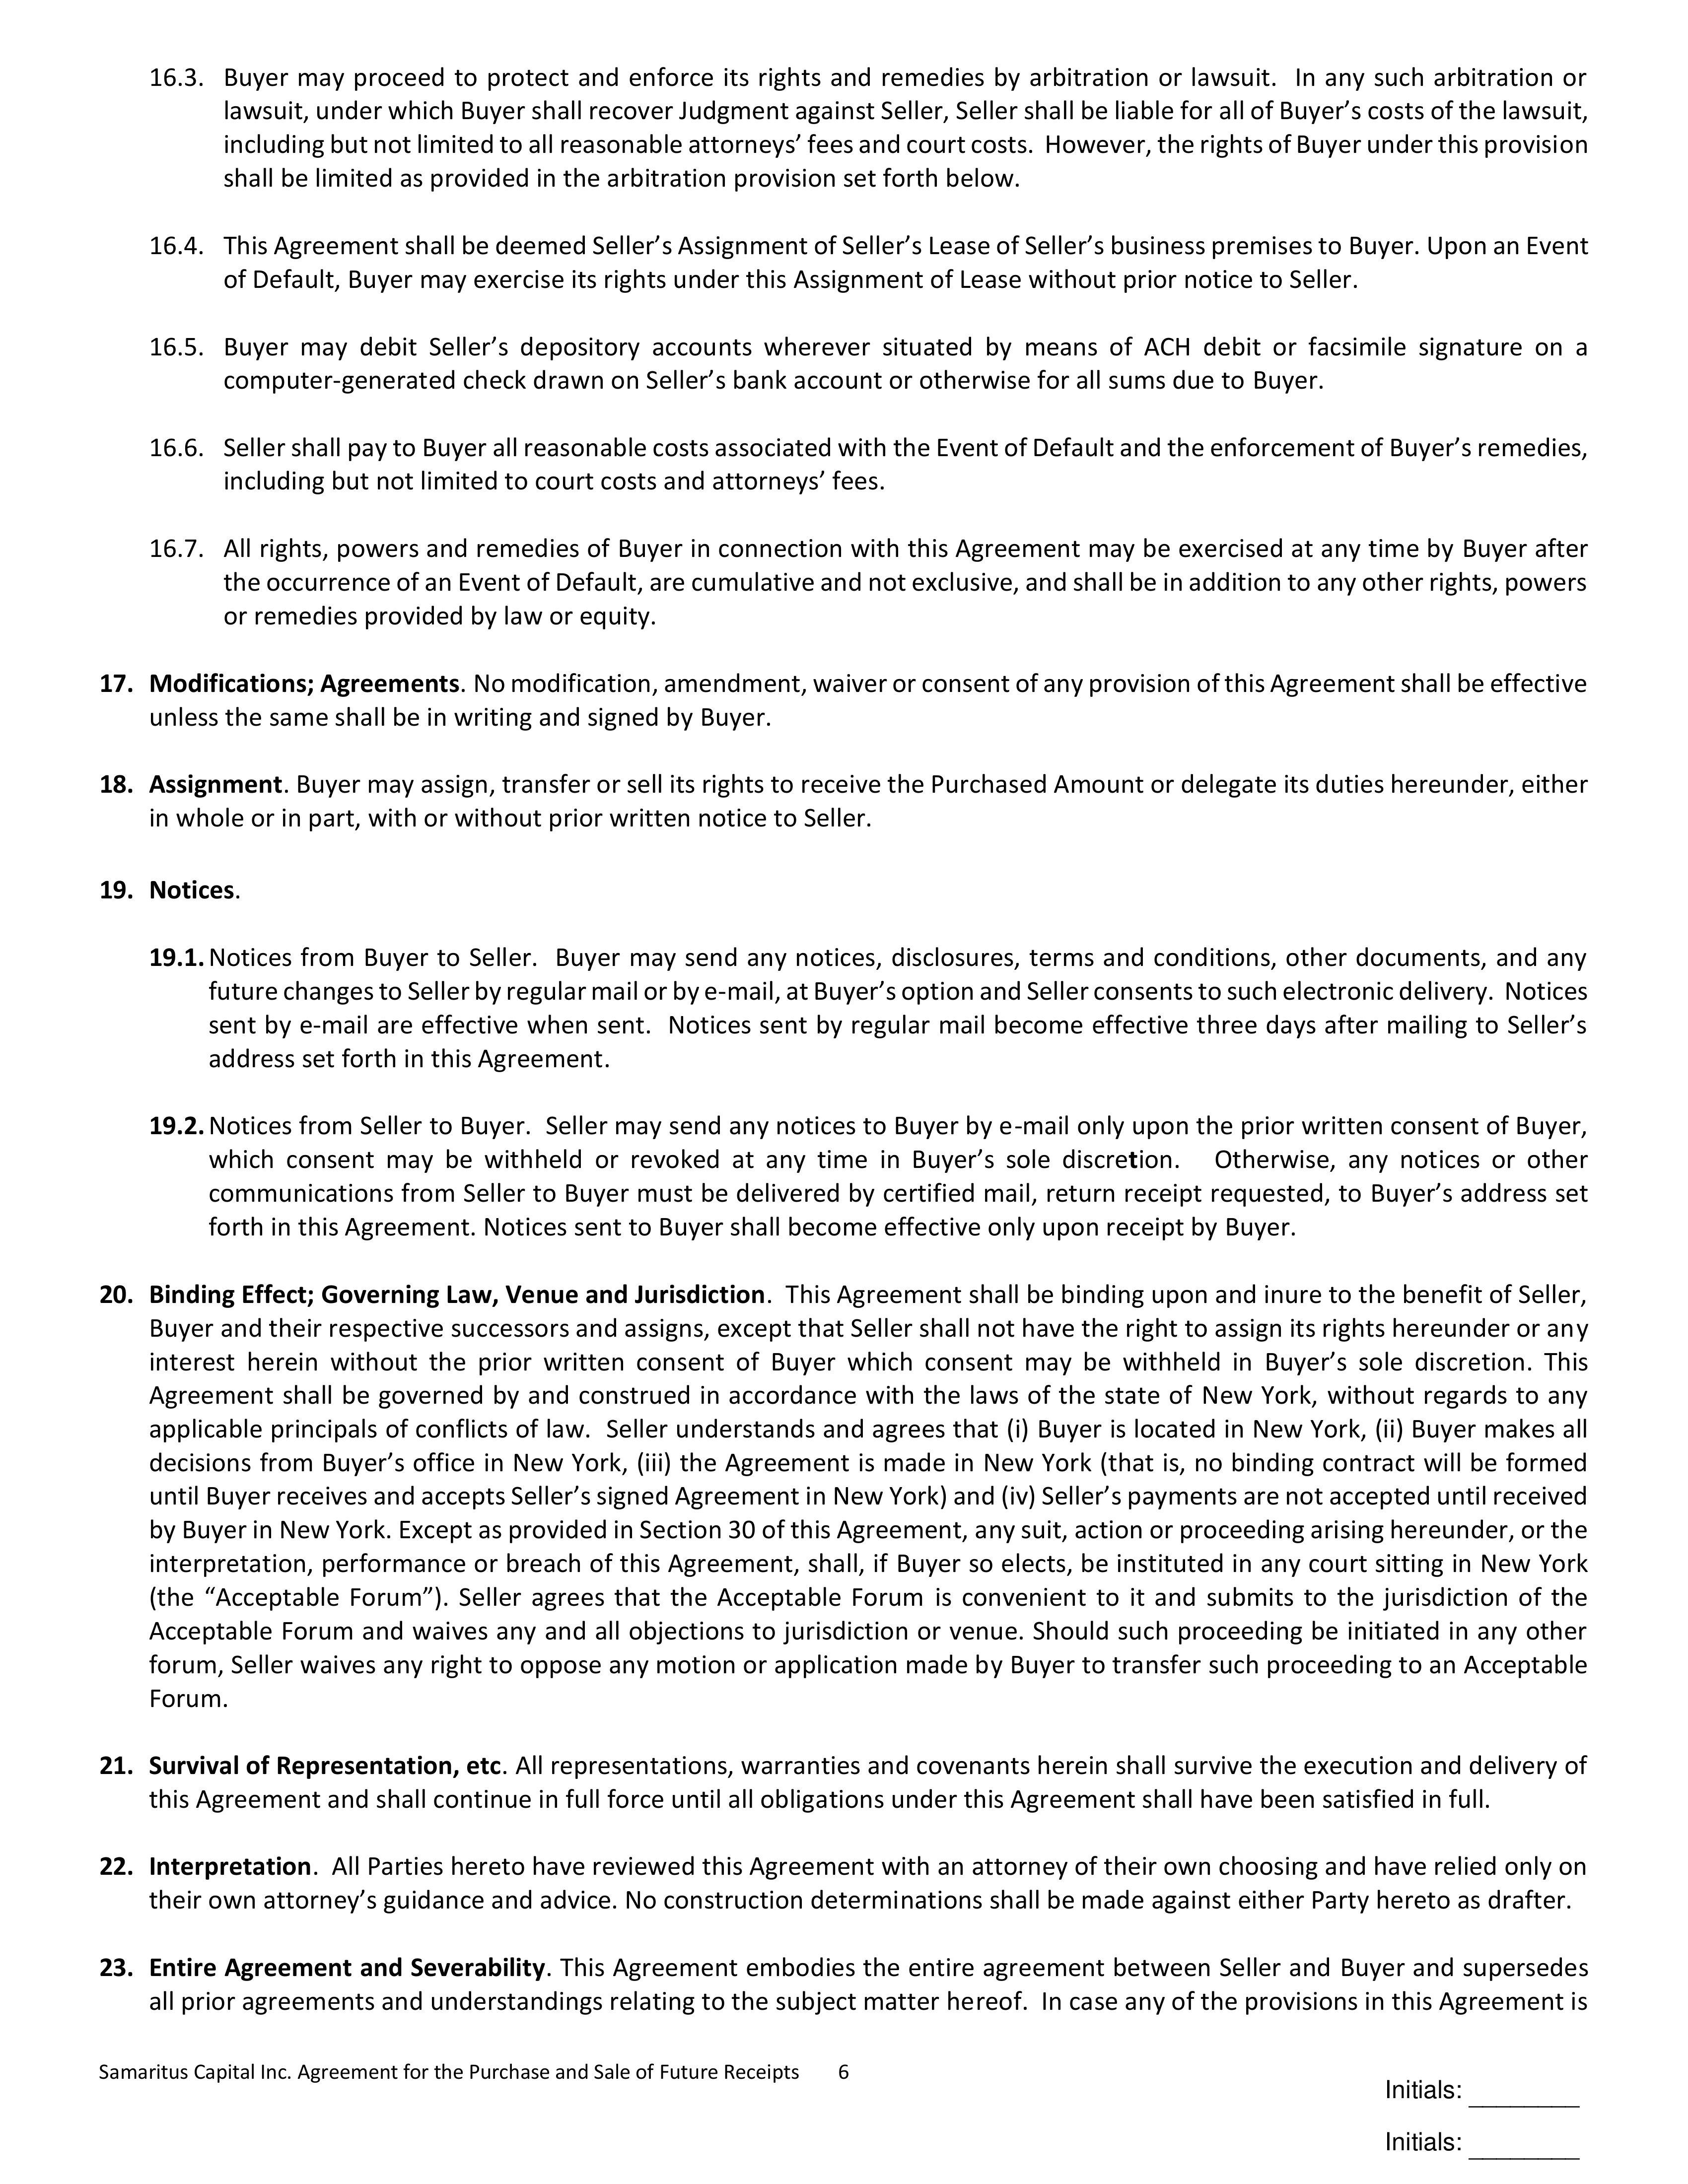 16.3. Buyer may proceed to protect and enforce its rights and remedies by arbitration or lawsuit. In any such arbitration or
lawsuit, under which Buyer shall recover Judgment against Seller, Seller shall be liable for all of Buyer’s costs of the lawsuit,
including but not limited to all reasonable attorneys’ fees and court costs. However, the rights of Buyer under this provision
shall be limited as provided in the arbitration provision set forth below.
16.4. This Agreement shall be deemed Seller’s Assignment of Seller’s Lease of Seller’s business premises to Buyer. Upon an Event
of Default, Buyer may exercise its rights under this Assignment of Lease without prior notice to Seller.
16.5. Buyer may debit Seller’s depository accounts wherever situated by means of ACH debit or facsimile signature on a
computer-generated check drawn on Seller’s bank account or otherwise for all sums due to Buyer.
16.6. Seller shall pay to Buyer all reasonable costs associated with the Event of Default and the enforcement of Buyer’s remedies,
including but not limited to court costs and attorneys’ fees.
16.7. All rights, powers and remedies of Buyer in connection with this Agreement may be exercised at any time by Buyer after
the occurrence of an Event of Default, are cumulative and not exclusive, and shall be in addition to any other rights, powers
or remedies provided by law or equity.
17. Modifications; Agreements. No modification, amendment, waiver or consent of any provision of this Agreement shall be effective
unless the same shall be in writing and signed by Buyer.
18. Assignment. Buyer may assign, transfer or sell its rights to receive the Purchased Amount or delegate its duties hereunder, either
in whole or in part, with or without prior written notice to Seller.
19. Notices.
19.1. Notices from Buyer to Seller. Buyer may send any notices, disclosures, terms and conditions, other documents, and any
future changes to Seller by regular mail or by e-mail, at Buyer’s option and Seller consents to such electronic delivery. Notices
sent by e-mail are effective when sent. Notices sent by regular mail become effective three days after mailing to Seller’s
address set forth in this Agreement.
19.2. Notices from Seller to Buyer. Seller may send any notices to Buyer by e-mail only upon the prior written consent of Buyer,
which consent may be withheld or revoked at any time in Buyer’s sole discretion. Otherwise, any notices or other
communications from Seller to Buyer must be delivered by certified mail, return receipt requested, to Buyer’s address set
forth in this Agreement. Notices sent to Buyer shall become effective only upon receipt by Buyer.
20. Binding Effect; Governing Law, Venue and Jurisdiction. This Agreement shall be binding upon and inure to the benefit of Seller,
Buyer and their respective successors and assigns, except that Seller shall not have the right to assign its rights hereunder or any
interest herein without the prior written consent of Buyer which consent may be withheld in Buyer’s sole discretion. This
Agreement shall be governed by and construed in accordance with the laws of the state of New York, without regards to any
applicable principals of conflicts of law. Seller understands and agrees that (i) Buyer is located in New York, (ii) Buyer makes all
decisions from Buyer’s office in New York, (iii) the Agreement is made in New York (that is, no binding contract will be formed
until Buyer receives and accepts Seller’s signed Agreement in New York) and (iv) Seller’s payments are not accepted until received
by Buyer in New York. Except as provided in Section 30 of this Agreement, any suit, action or proceeding arising hereunder, or the
interpretation, performance or breach of this Agreement, shall, if Buyer so elects, be instituted in any court sitting in New York
(the “Acceptable Forum”). Seller agrees that the Acceptable Forum is convenient to it and submits to the jurisdiction of the
Acceptable Forum and waives any and all objections to jurisdiction or venue. Should such proceeding be initiated in any other
forum, Seller waives any right to oppose any motion or application made by Buyer to transfer such proceeding to an Acceptable
Forum.
21. Survival of Representation, etc. All representations, warranties and covenants herein shall survive the execution and delivery of
this Agreement and shall continue in full force until all obligations under this Agreement shall have been satisfied in full.
22. Interpretation. All Parties hereto have reviewed this Agreement with an attorney of their own choosing and have relied only on
their own attorney’s guidance and advice. No construction determinations shall be made against either Party hereto as drafter.
23. Entire Agreement and Severability. This Agreement embodies the entire agreement between Seller and Buyer and supersedes
all prior agreements and understandings relating to the subject matter hereof. In case any of the provisions in this Agreement is
Samaritus Capital Inc. Agreement for the Purchase and Sale of Future Receipts 6
Initials: ________
Initials: ________